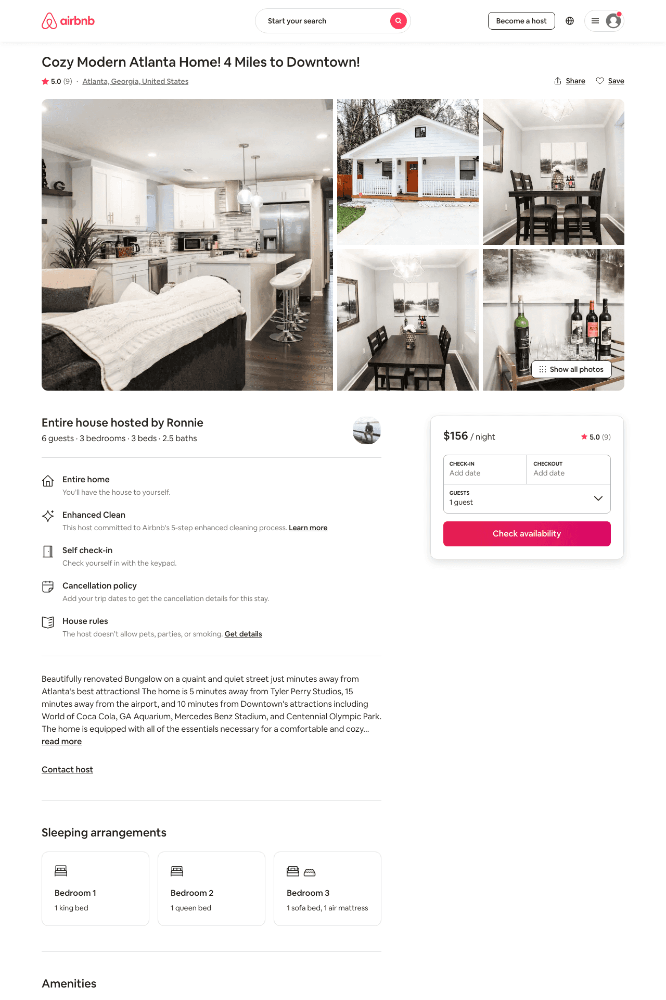 airbnb
Start your search
Become a host
Cozy Modern Atlanta Home! 4 Miles to Downtown!
5.0 (9) · Atlanta, Georgia, United States
Share
Save
G
Show all photos
Entire house hosted by Ronnie
6 guests · 3 bedrooms · 3 beds · 2.5 baths
$156 / night
5.0 (9)
CHECK-IN
Add date
CHECKOUT
Add date
GUESTS
1 guest
Check availability
Entire home
You’ll have the house to yourself.
Enhanced Clean
This host committed to Airbnb's 5-step enhanced cleaning process. Learn more
Self check-in
Check yourself in with the keypad.
Cancellation policy
Add your trip dates to get the cancellation details for this stay.
House rules
The host doesn’t allow pets, parties, or smoking. Get details
Beautifully renovated Bungalow on a quaint and quiet street just minutes away from
Atlanta's best attractions! The home is 5 minutes away from Tyler Perry Studios, 15
minutes away from the airport, and 10 minutes from Downtown's attractions including
World of Coca Cola, GA Aquarium, Mercedes Benz Stadium, and Centennial Olympic Park.
The home is equipped with all of the essentials necessary for a comfortable and cozy…
read more
Contact host
Sleeping arrangements
Bedroom 1
1 king bed
Bedroom 2
1 queen bed
Bedroom 3
1 sofa bed, 1 air mattress
Amenities